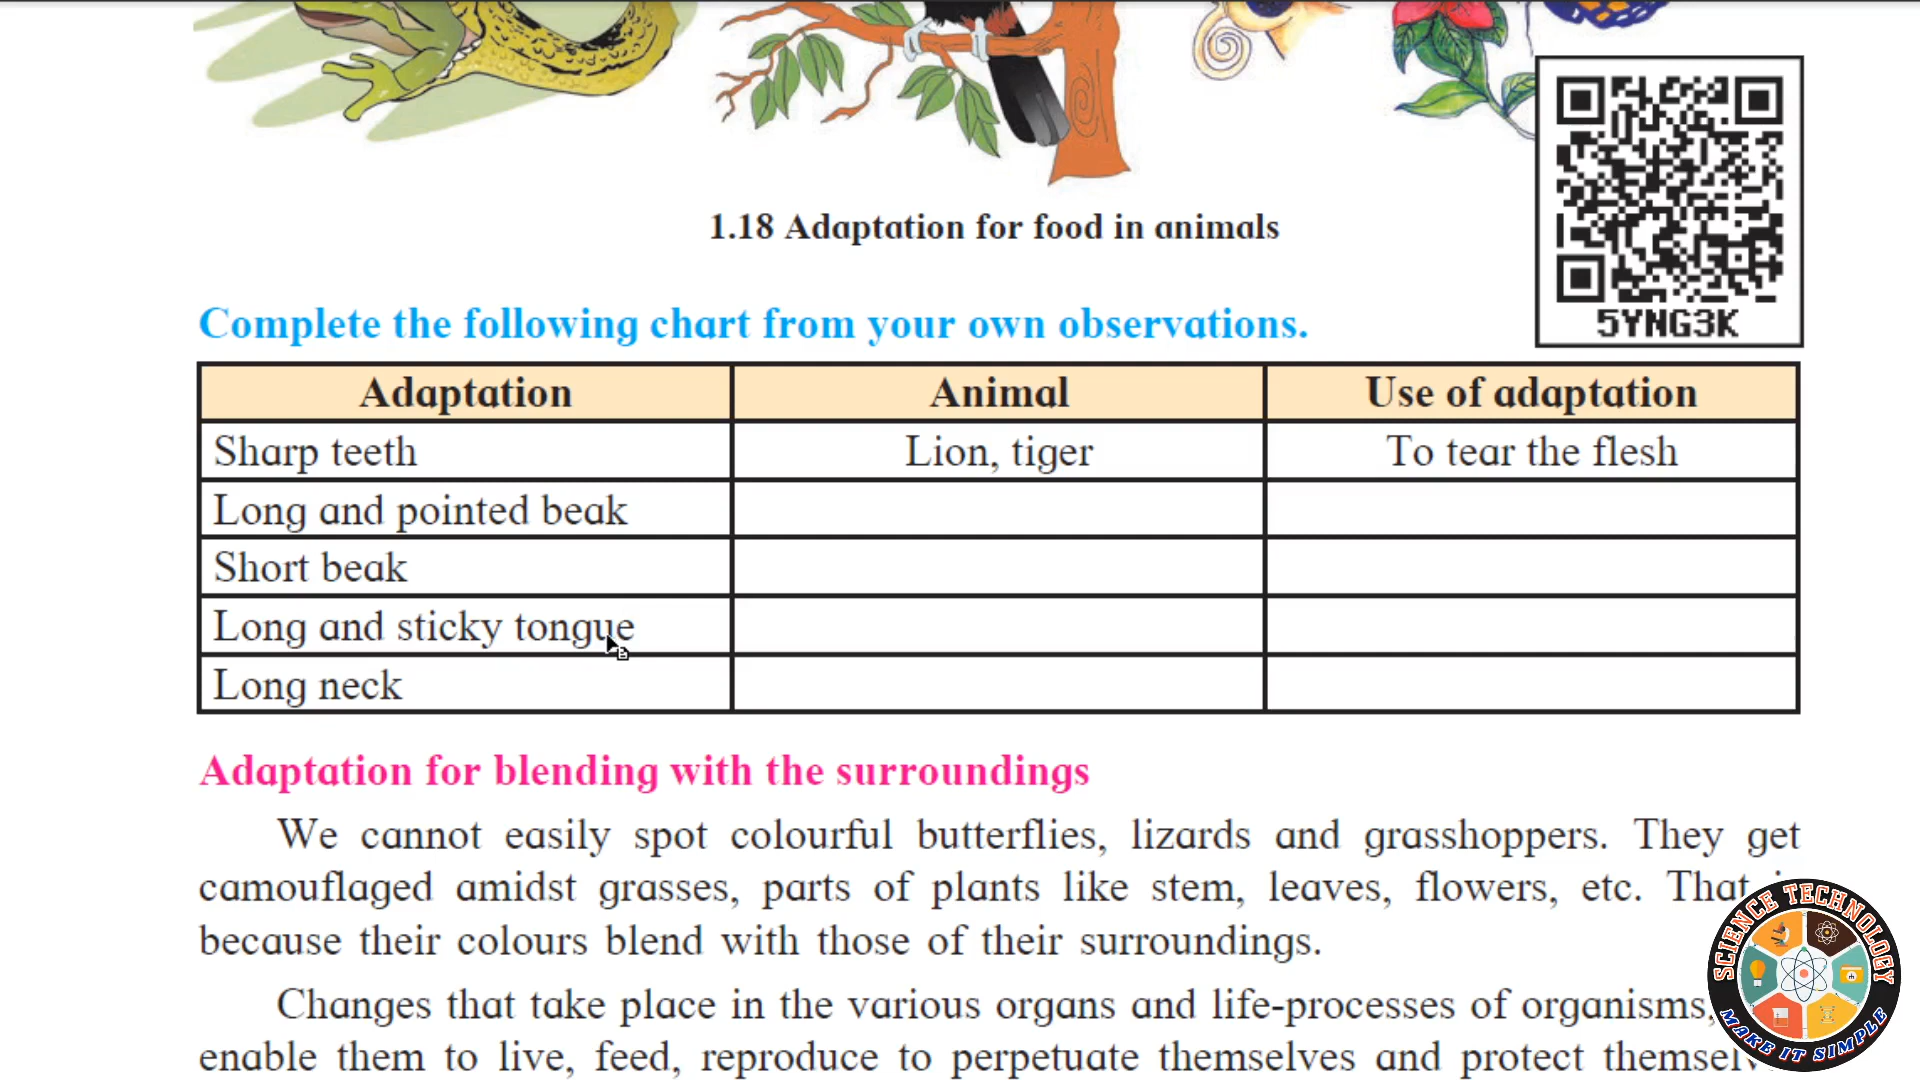 5YNG3K
1.18 Adaptation for food in animals
Complete the following chart from your own observations.
Adaptation Animal Use of adaptation
Sharp teeth Lion, tiger To tear the flesh
Long and pointed beak
Short beak
Long and sticky tongue
Long neck
Adaptation for blending with the surroundings
We cannot easily spot colourful butterflies, lizards and grasshoppers. They get
camouflaged amidst grasses, parts of plants like stem, leaves, flowers, etc. That
because their colours blend with those of their surroundings.
Changes that take place in the various organs and life-processes of organisms,
enable them to live, feed, reproduce to perpetuate themselves and protect
SCIENCE TECHNOLOGY
MAKE IT SIMPLE